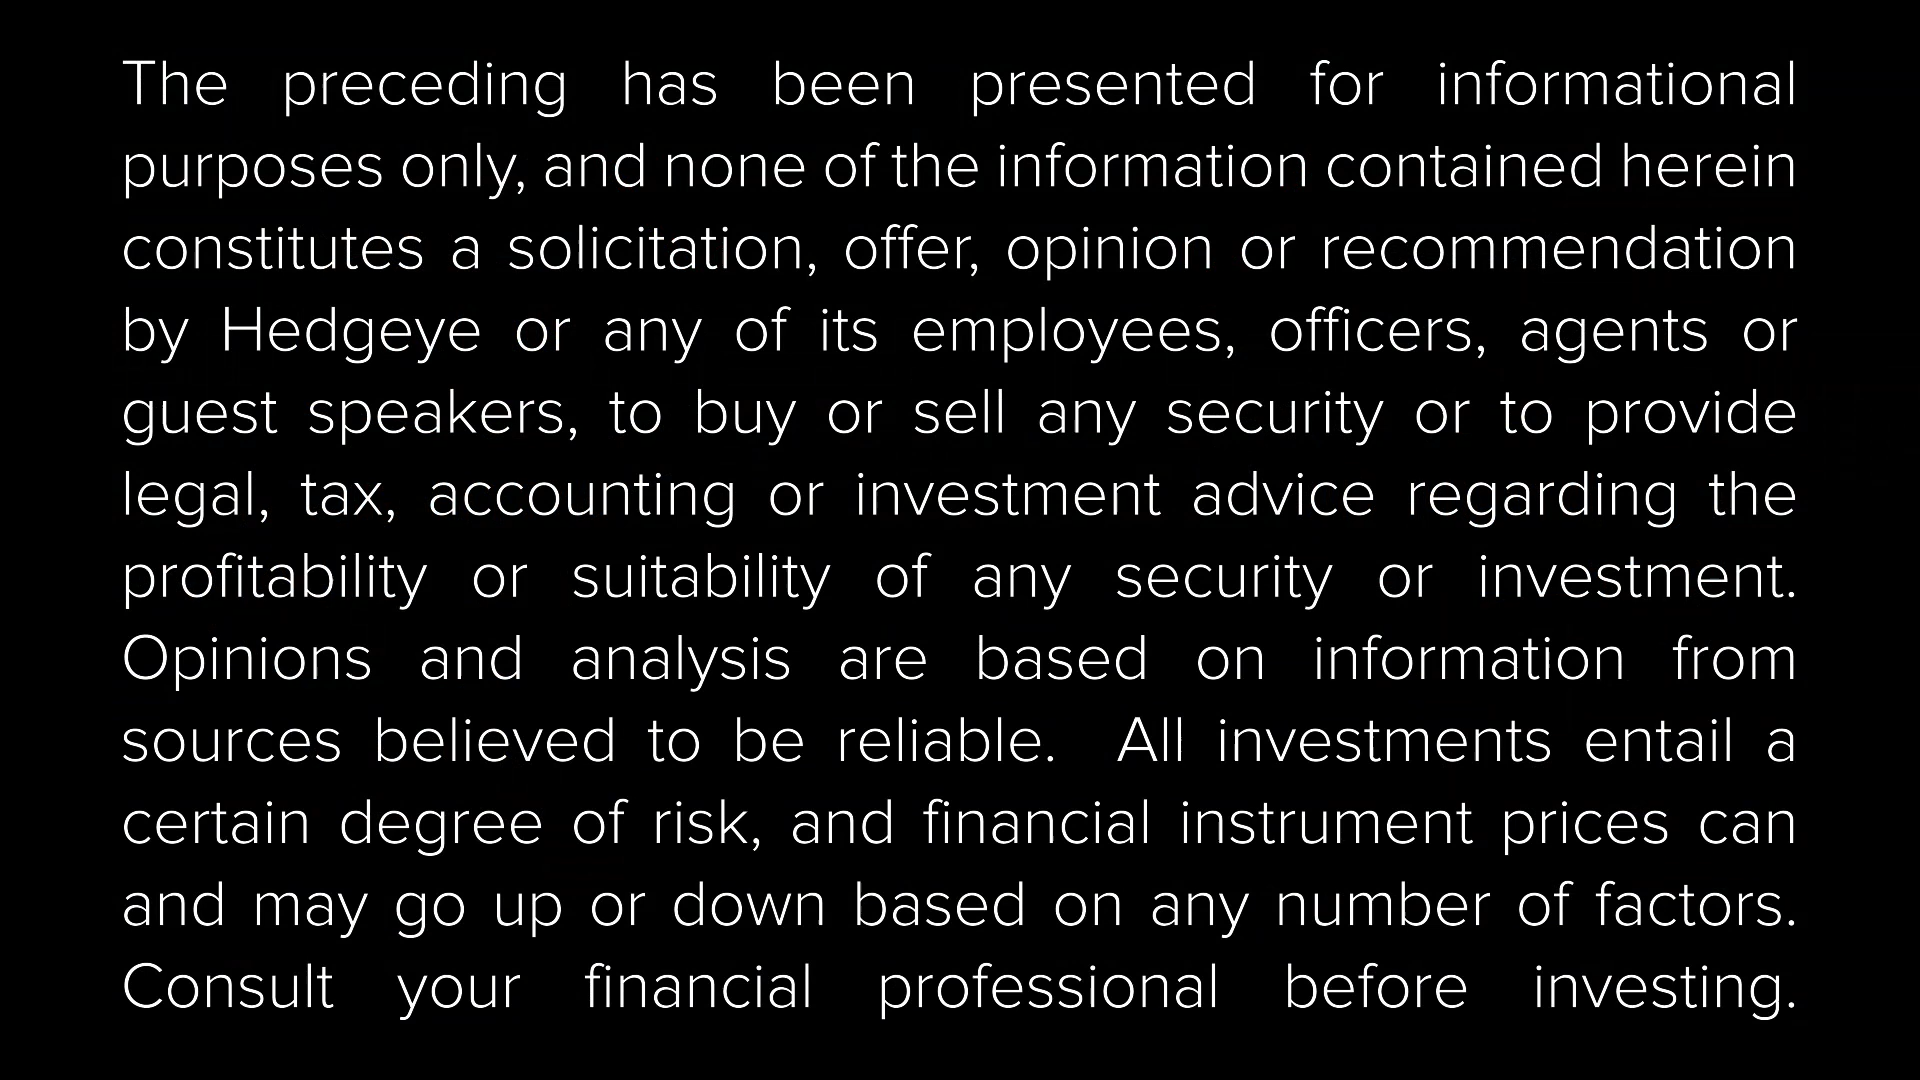 The preceding has been presented for informational
purposes only, and none of the information contained herein
constitutes a solicitation, offer, opinion or recommendation
by Hedgeye or any of its employees, officers, agents or
guest speakers, to buy or sell any security or to provide
legal, tax, accounting or investment advice regarding the
profitability or suitability of any security or investment.
Opinions and analysis are based on information from
sources believed to be reliable.  All investments entail a
certain degree of risk, and financial instrument prices can
and may go up or down based on any number of factors.
Consult your financial professional before investing.